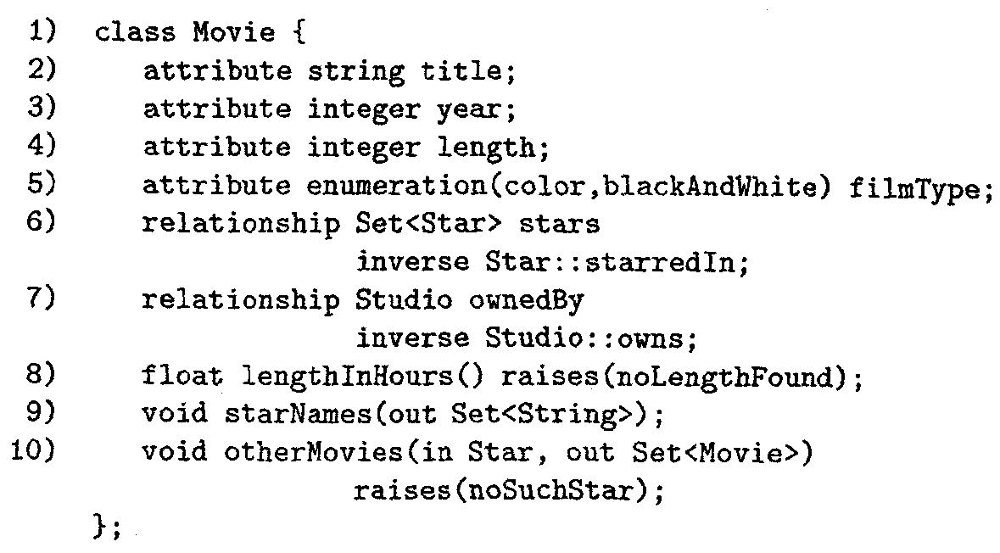 1) class Movie {
2) attribute string title;
3) attribute integer year;
4) attribute integer length;
5) attribute enumeration(color,blackAndWhite) filmType;
6) relationship Set<Star> stars
inverse Star::starredIn;
7) relationship Studio ownedBy
inverse Studio::owns;
8) float lengthInHours() raises(noLengthFound);
9) void starNames(out Set<String>);
10) void otherMovies(in Star, out Set<Movie>)
raises(noSuchStar);
};